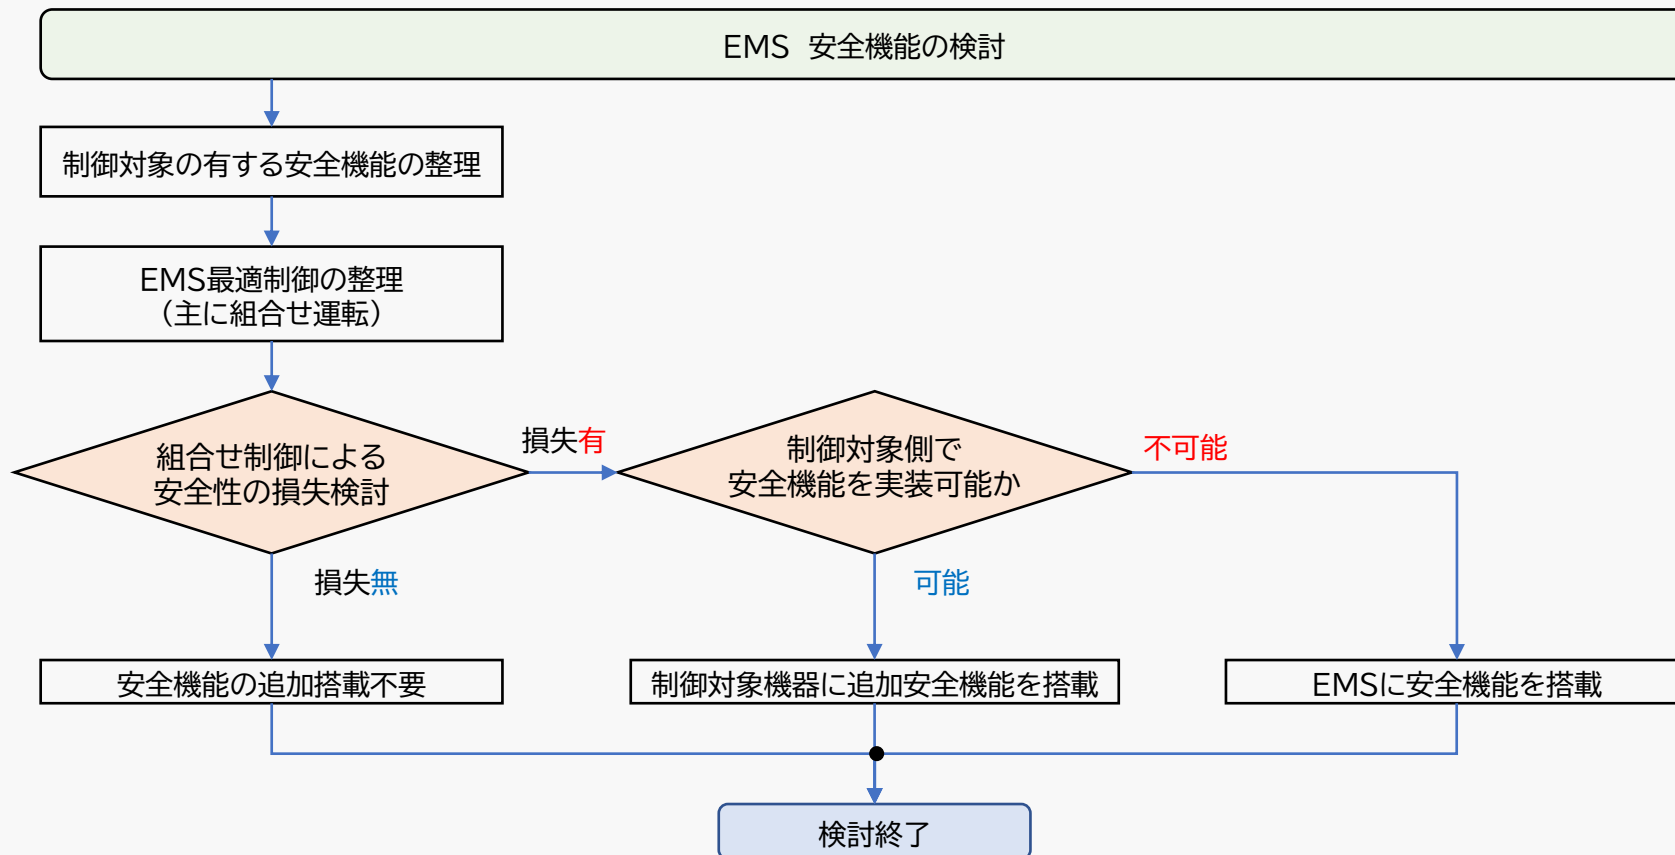 EMS 安全機能の検討
制御対象の有する安全機能の整理
EMS最適制御の整理
(主に組合せ運転)
組合せ制御による
安全性の損失検討
損失有
制御対象側で
安全機能を実装可能か
不可能
損失無
可能
安全機能の追加搭載不要
制御対象機器に追加安全機能を搭載
EMSに安全機能を搭載
検討終了